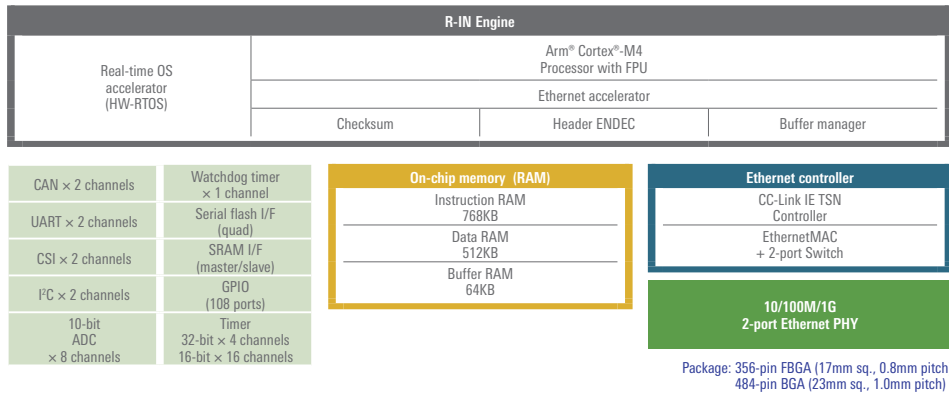 R-IN Engine
Real-time OS
accelerator
(HW-RTOS)
Arm® Cortex®-M4
Processor with FPU
Ethernet accelerator
Checksum
Header ENDEC
Buffer manager
CAN × 2 channels
Watchdog timer
× 1 channel
UART × 2 channels
Serial flash I/F
(quad)
CSI × 2 channels
SRAM I/F
(master/slave)
I²C × 2 channels
GPIO
(108 ports)
10-bit
ADC
× 8 channels
Timer
32-bit × 4 channels
16-bit × 16 channels
On-chip memory (RAM)
Instruction RAM
768KB
Data RAM
512KB
Buffer RAM
64KB
Ethernet controller
CC-Link IE TSN
Controller
EthernetMAC
+ 2-port Switch
10/100M/1G
2-port Ethernet PHY
Package: 356-pin FBGA (17mm sq., 0.8mm pitch
484-pin BGA (23mm sq., 1.0mm pitch)